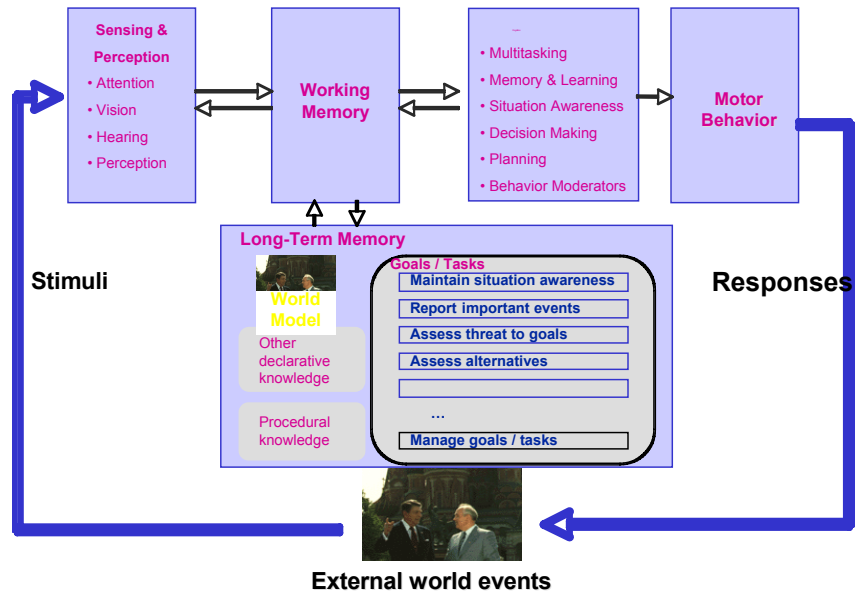 Sensing &
Perception
• Attention
• Vision
• Hearing
• Perception
Working
Memory
• Multitasking
• Memory & Learning
• Situation Awareness
• Decision Making
• Planning
• Behavior Moderators
Motor
Behavior
Long-Term Memory
World
Model
Other
declarative
knowledge
Procedural
knowledge
Goals / Tasks
Maintain situation awareness
Report important events
Assess threat to goals
Assess alternatives
…
Manage goals / tasks
Stimuli
Responses
External world events